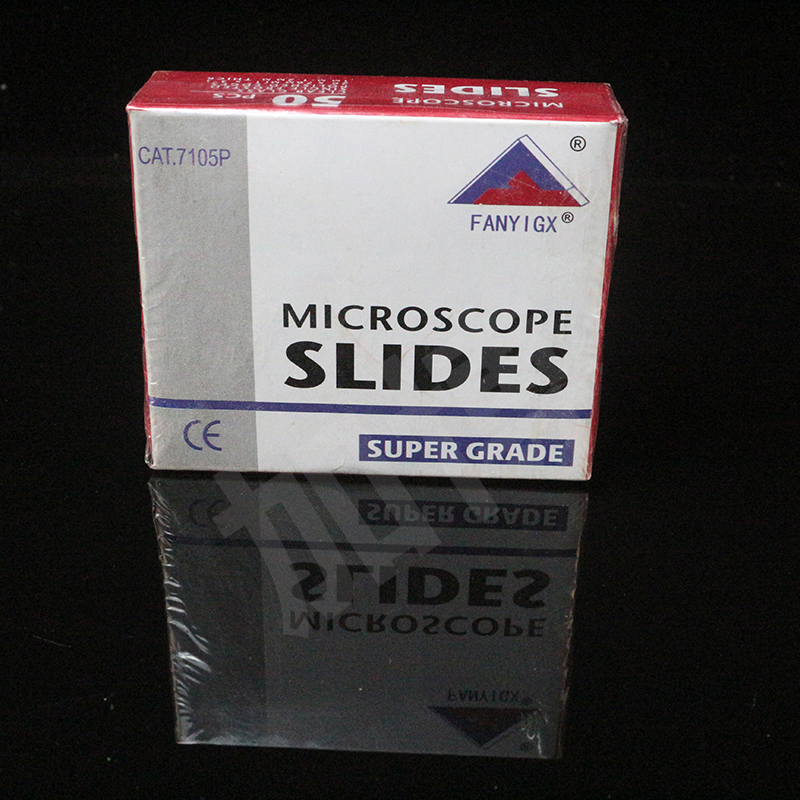 MICROSCOPE
SLIDES
50 PCS
CAT.7105P
®
FANYIGX®
MICROSCOPE
SLIDES
CE
SUPER GRADE